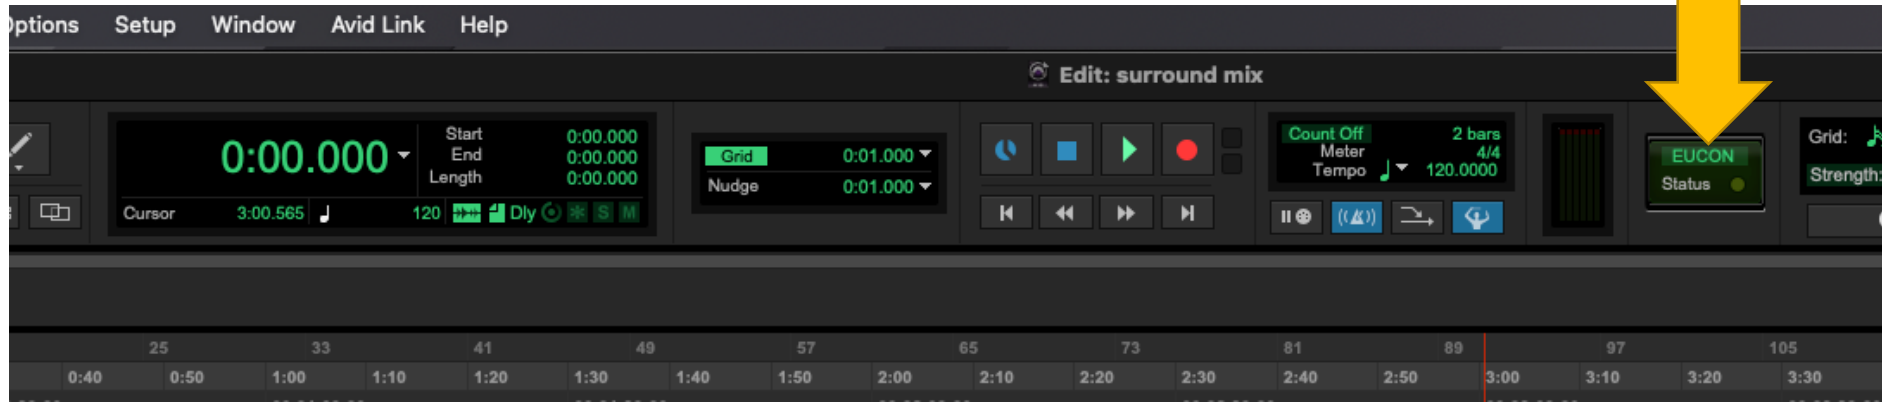 Options Setup Window Avid Link Help
Edit: surround mix
0:00.000
Start 0:00.000
End 0:00.000
Length 0:00.000
Cursor 3:00.565 120 Dly S M
Grid 0:01.000
Nudge 0:01.000
Count Off 2 bars
Meter 4/4
Tempo 120.0000
EUCON
Status
Grid:
Strength:
25 33 41 49 57 65 73 81 89 97 105
0:40 0:50 1:00 1:10 1:20 1:30 1:40 1:50 2:00 2:10 2:20 2:30 2:40 2:50 3:00 3:10 3:20 3:30